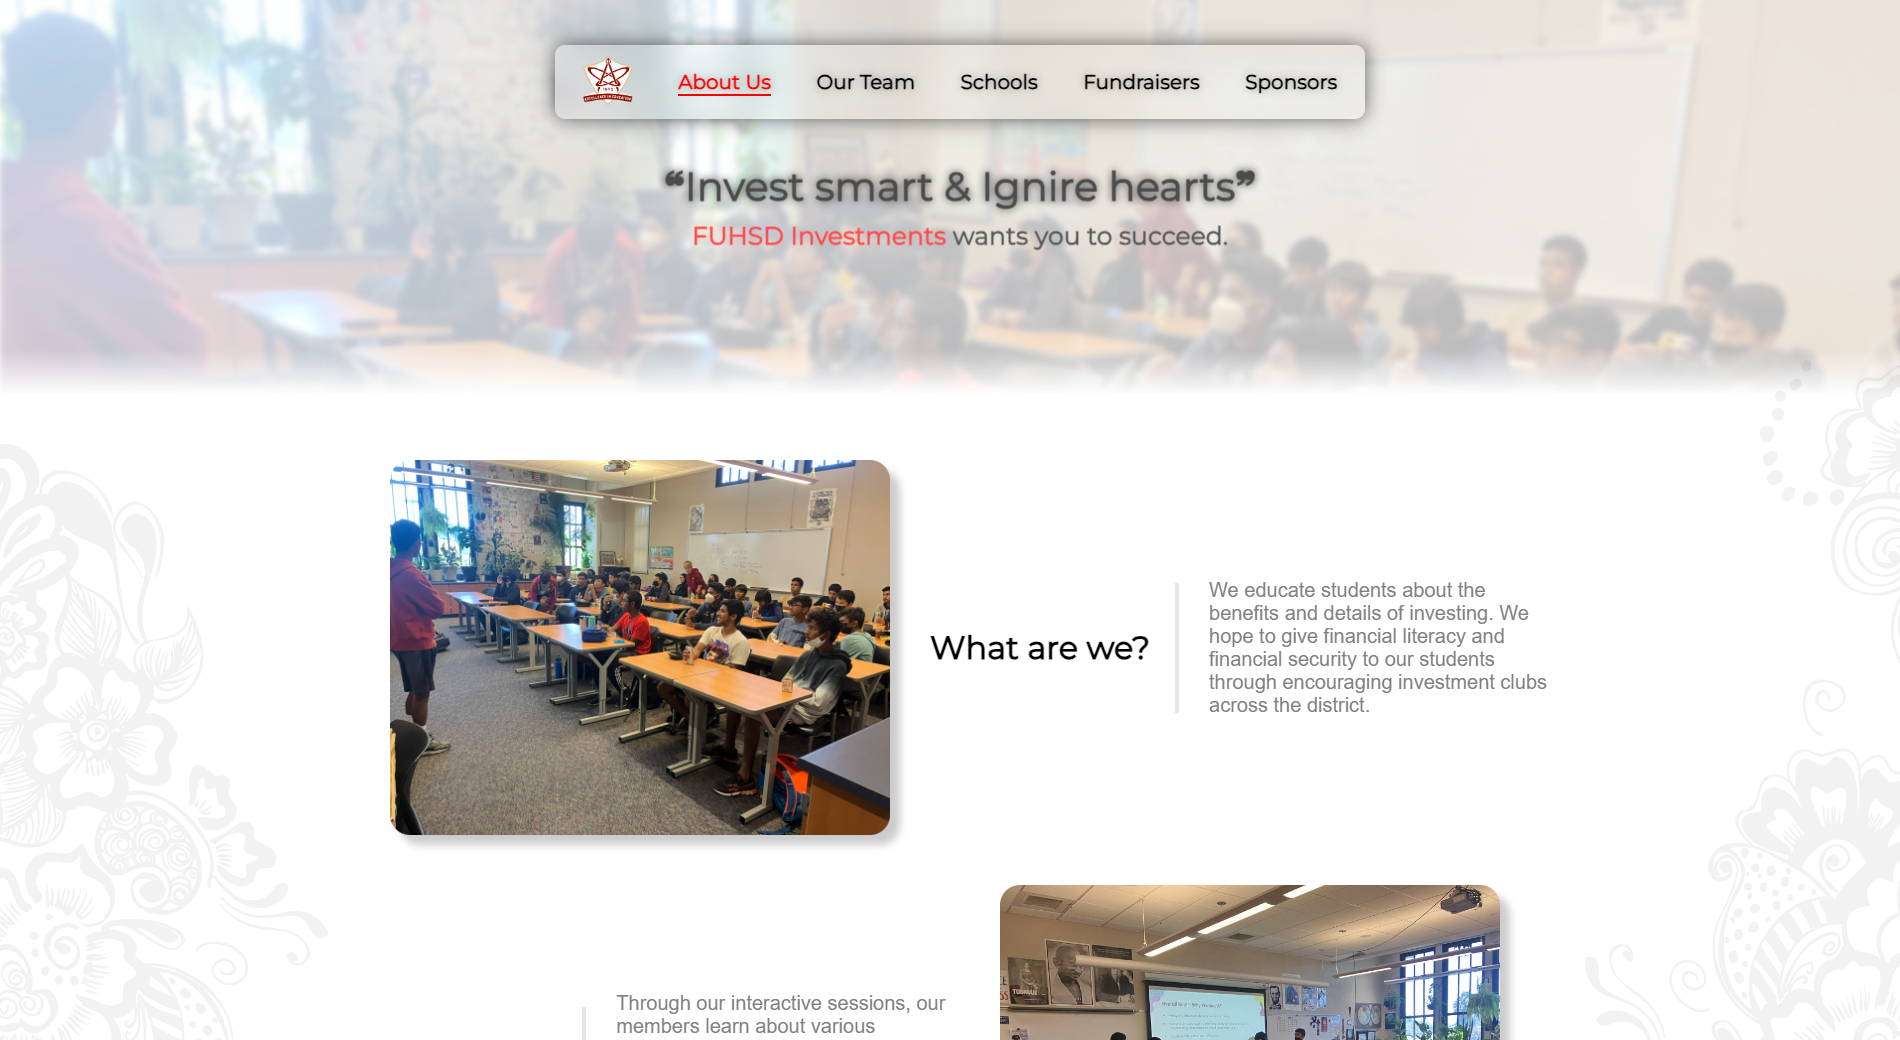 About Us Our Team Schools Fundraisers Sponsors
❝Invest smart & Ignire hearts❞
FUHSD Investments wants you to succeed.
What are we?
We educate students about the
benefits and details of investing. We
hope to give financial literacy and
financial security to our students
through encouraging investment clubs
across the district.
Through our interactive sessions, our
members learn about various